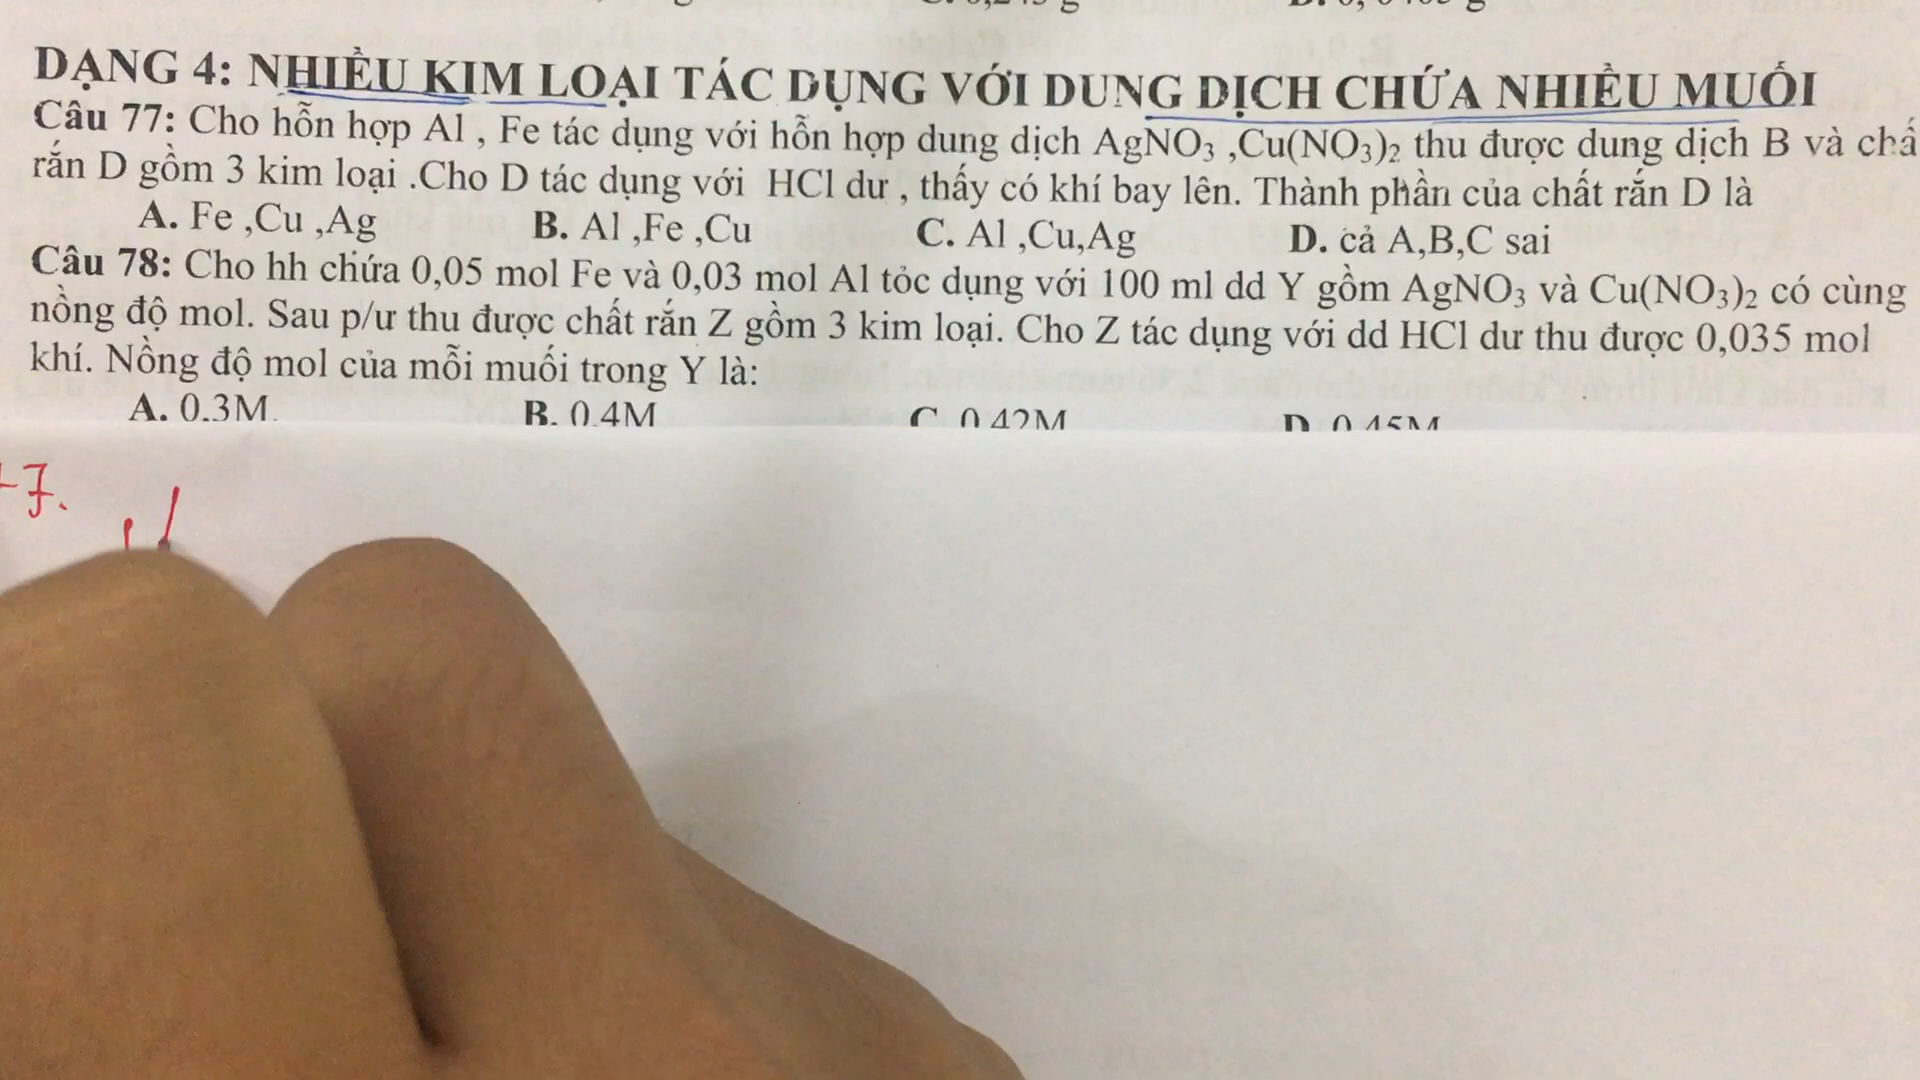 DẠNG 4: NHIỀU KIM LOẠI TÁC DỤNG VỚI DUNG DỊCH CHỨA NHIỀU MUỐI
Câu 77: Cho hỗn hợp Al , Fe tác dụng với hỗn hợp dung dịch AgNO₃ ,Cu(NO₃)₂ thu được dung dịch B và
rắn D gồm 3 kim loại .Cho D tác dụng với HCl dư , thấy có khí bay lên. Thành phần của chất rắn D là
A. Fe ,Cu ,Ag B. Al ,Fe ,Cu C. Al ,Cu,Ag D. cả A,B,C sai
Câu 78: Cho hh chứa 0,05 mol Fe và 0,03 mol Al tỏc dụng với 100 ml dd Y gồm AgNO₃ và Cu(NO₃)₂ có cùng
nồng độ mol. Sau p/ư thu được chất rắn Z gồm 3 kim loại. Cho Z tác dụng với dd HCl dư thu được 0,035 mol
khí. Nồng độ mol của mỗi muối trong Y là:
A. 0.3M. B. 0.4M C 0 42M D 0 45M
7.